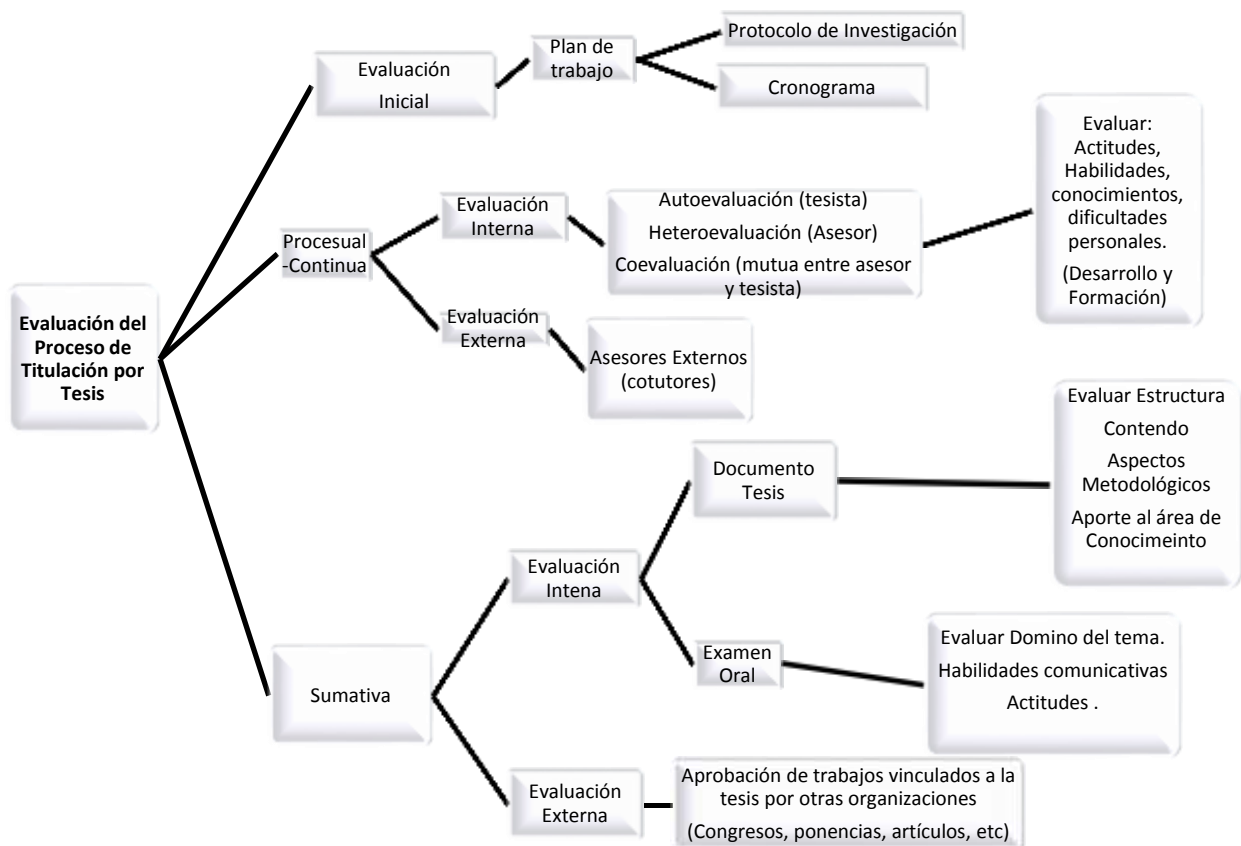 Protocolo de Investigación
Plan de
trabajo
Evaluación
Inicial
Cronograma
Evaluar:
Actitudes,
Habilidades,
conocimientos,
dificultades
personales.
(Desarrollo y
Formación)
Evaluación
Interna
Autoevaluación (tesista)
Heteroevaluación (Asesor)
Coevaluación (mutua entre asesor
y tesista)
Procesual
-Continua
Evaluación
Externa
Asesores Externos
(cotutores)
Evaluación del
Proceso de
Titulación por
Tesis
Evaluar Estructura
Contendo
Aspectos
Metodológicos
Aporte al área de
Conocimeinto
Documento
Tesis
Evaluación
Intena
Examen
Oral
Evaluar Domino del tema.
Habilidades comunicativas
Actitudes .
Sumativa
Evaluación
Externa
Aprobación de trabajos vinculados a la
tesis por otras organizaciones
(Congresos, ponencias, artículos, etc)